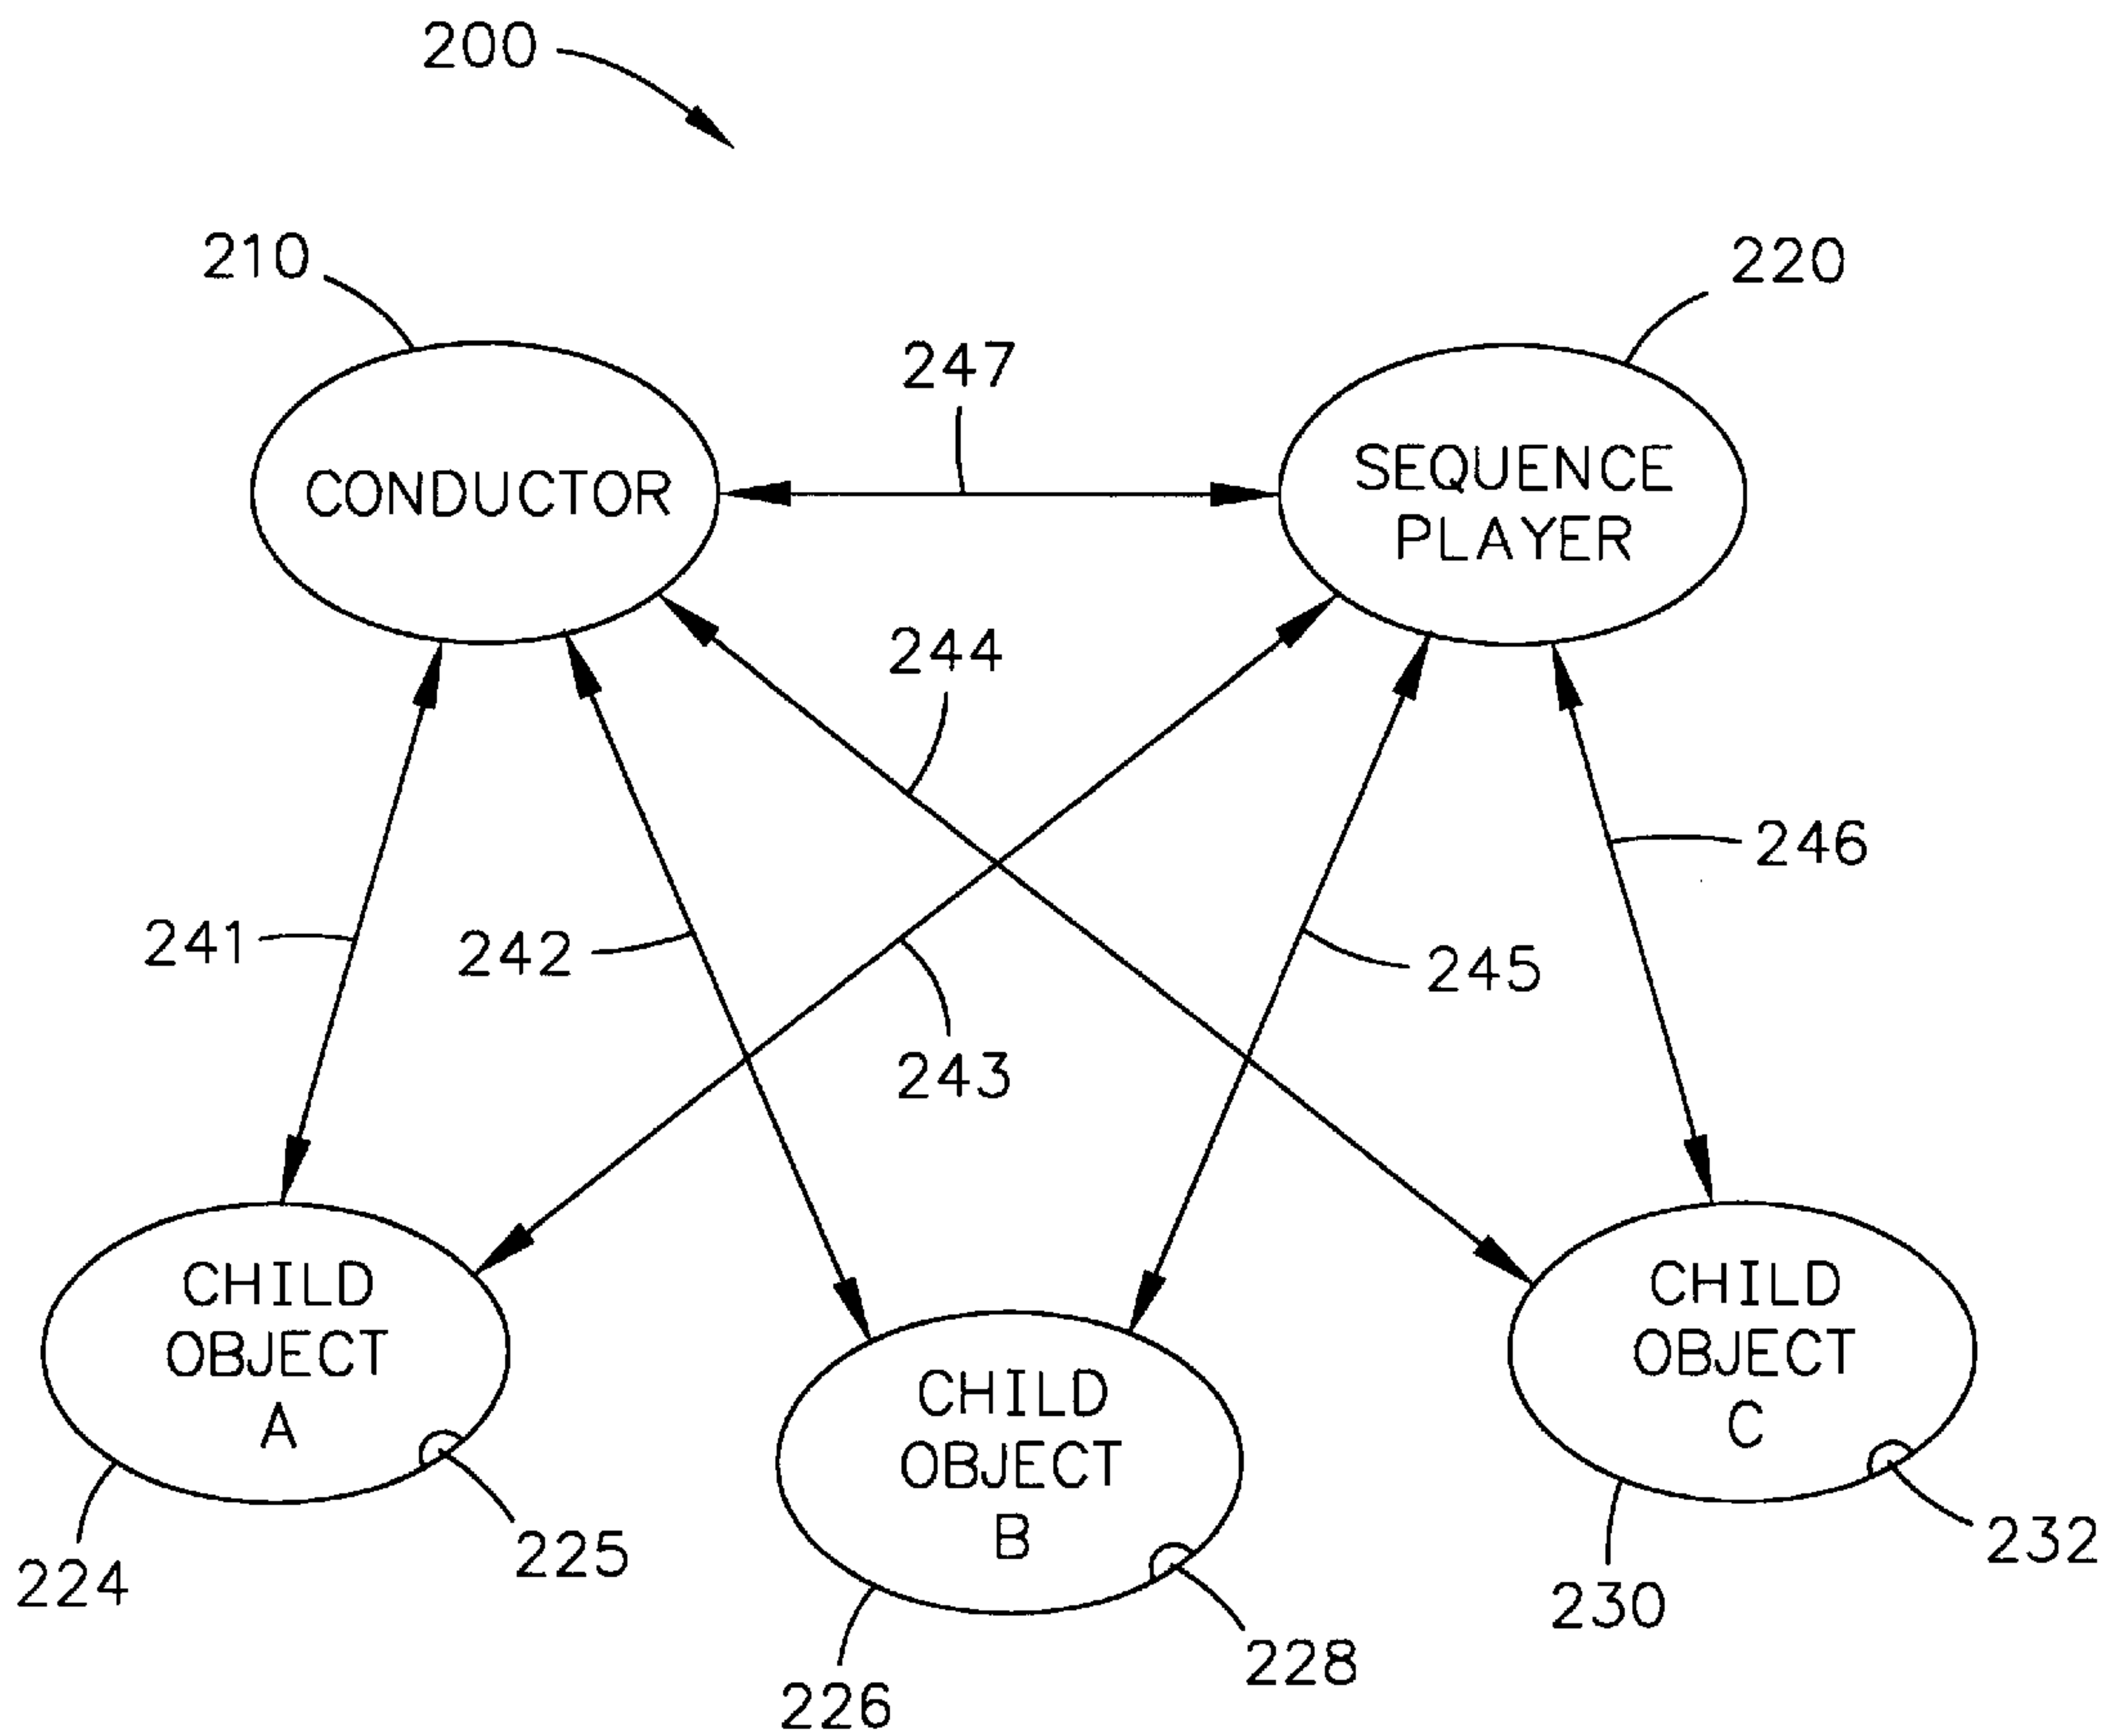 200
210
220
247
CONDUCTOR
SEQUENCE
PLAYER
244
246
241
242
245
243
CHILD
OBJECT
A
CHILD
OBJECT
B
CHILD
OBJECT
C
224
225
226
228
230
232